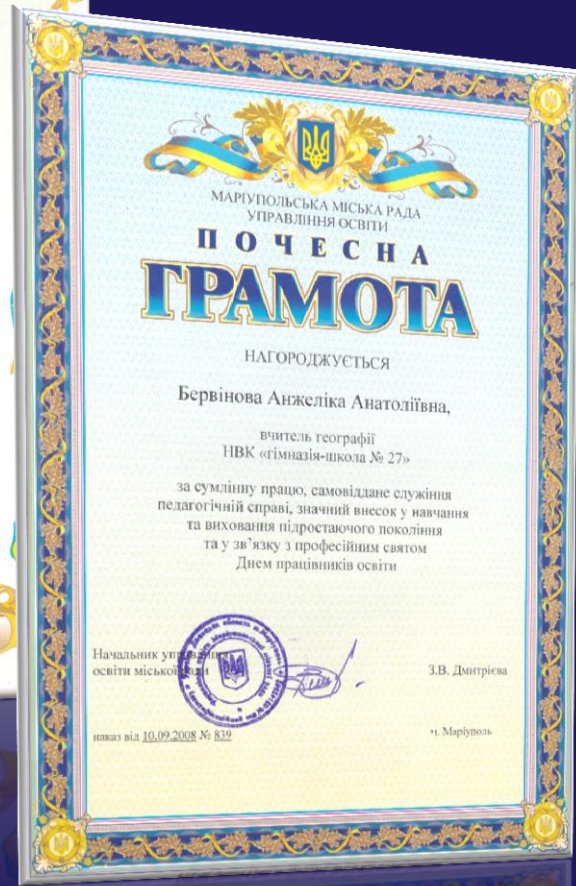 МАРІУПОЛЬСЬКА МІСЬКА РАДА
УПРАВЛІННЯ ОСВІТИ
ПОЧЕСНА
ГРАМОТА
НАГОРОДЖУЄТЬСЯ
Бервінова Анжеліка Анатоліївна,
вчитель географії
НВК «гімназія-школа № 27»
за сумлінну працю, самовіддане служіння
педагогічній справі, значний внесок у навчання
та виховання підростаючого покоління
та у зв’язку з професійним святом
Днем працівників освіти
Начальник управління
освіти міської ради
З.В. Дмитрієва
наказ від 10.09.2008 № 839
м. Маріуполь